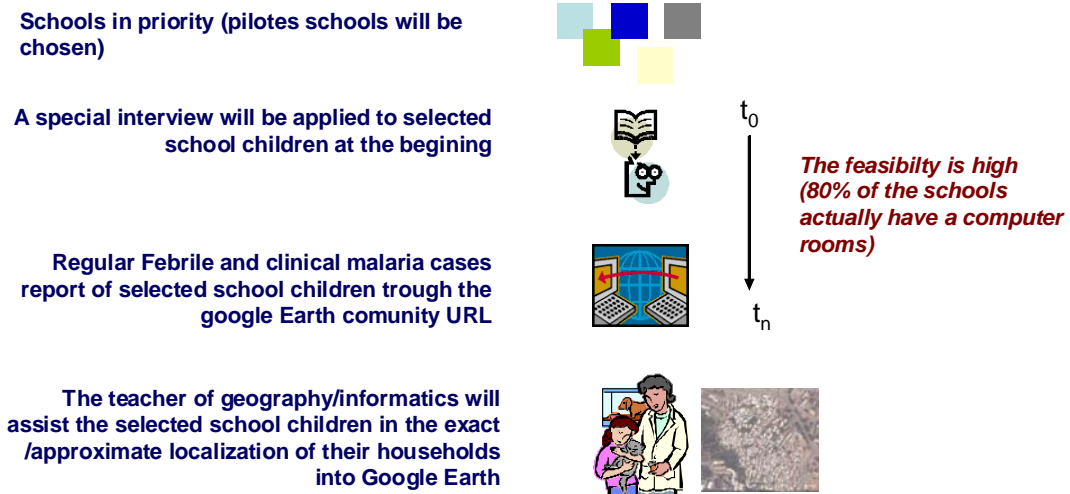 Schools in priority (pilotes schools will be
chosen)
A special interview will be applied to selected
school children at the begining
t0
The feasibilty is high
(80% of the schools
actually have a computer
rooms)
Regular Febrile and clinical malaria cases
report of selected school children trough the
google Earth comunity URL
tn
The teacher of geography/informatics will
assist the selected school children in the exact
/approximate localization of their households
into Google Earth